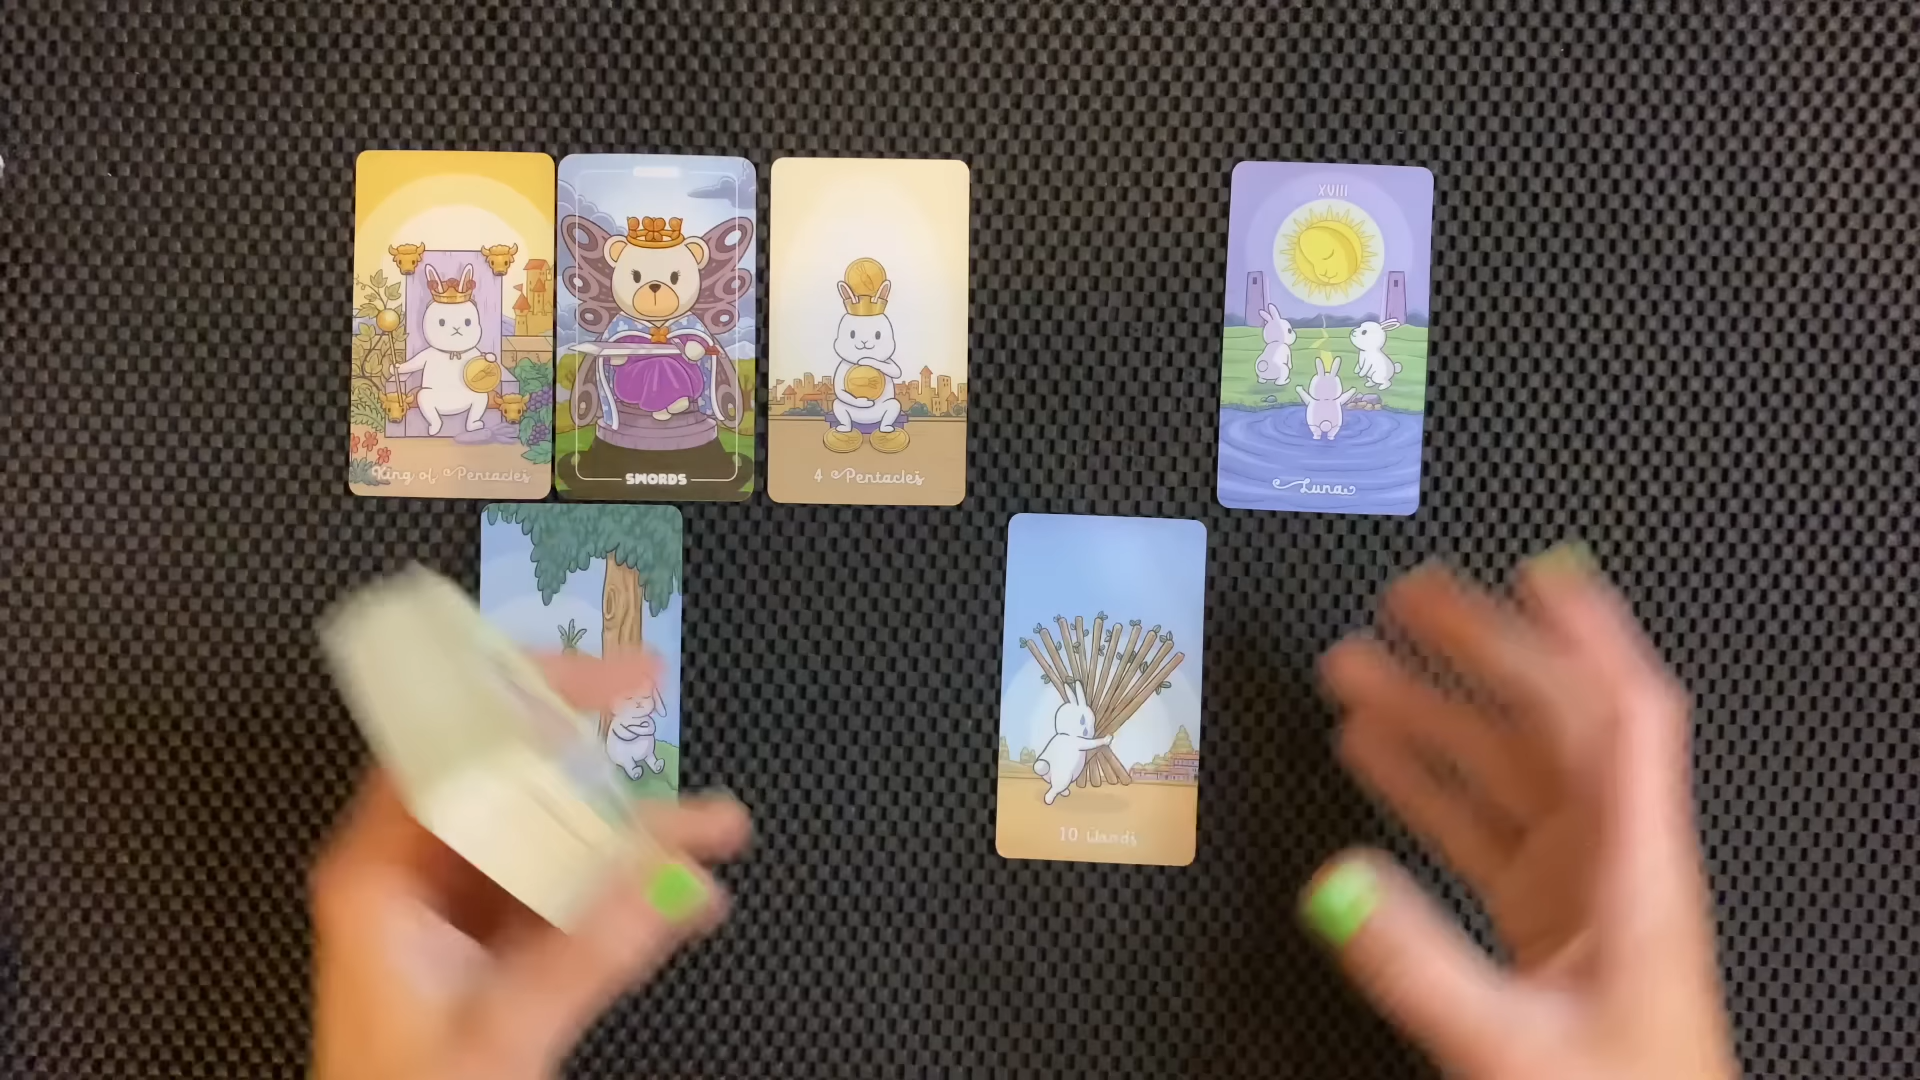 XVIII
King of Pentacles
SWORDS
4 Pentacles
Luna
10 Wands